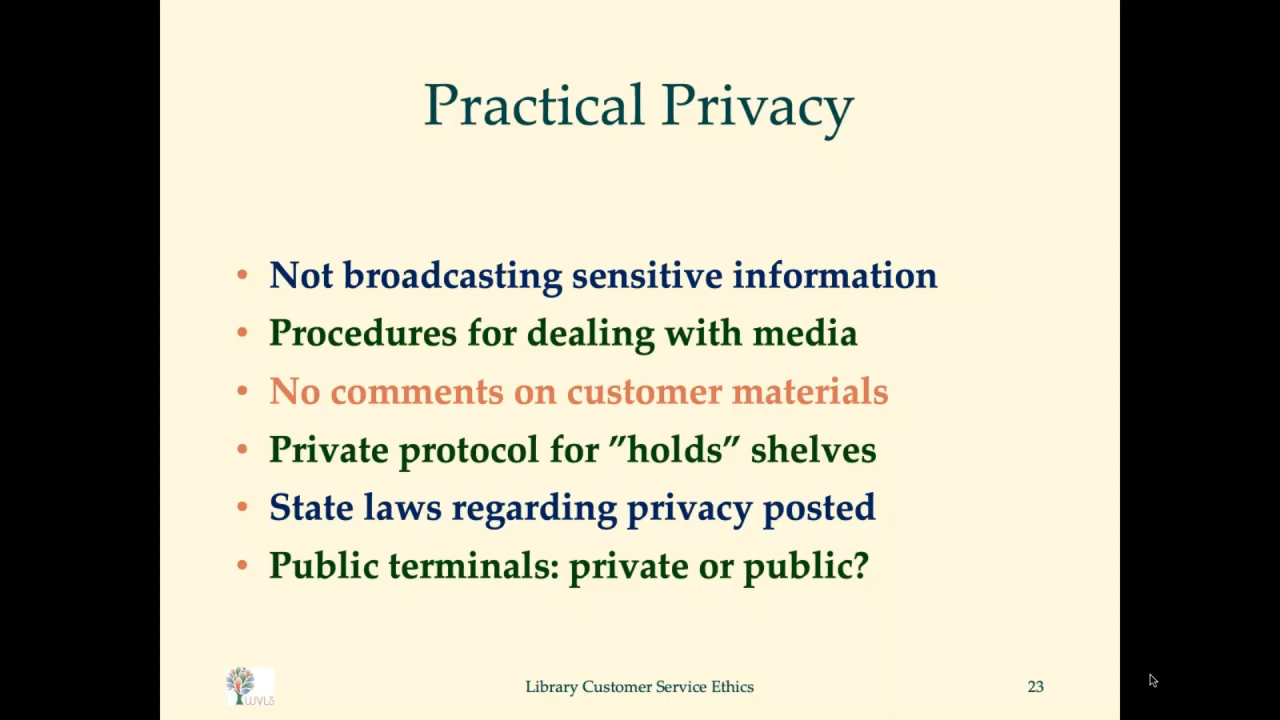 Practical Privacy
• Not broadcasting sensitive information
• Procedures for dealing with media
• No comments on customer materials
• Private protocol for ”holds” shelves
• State laws regarding privacy posted
• Public terminals: private or public?
WVLS
Library Customer Service Ethics
23